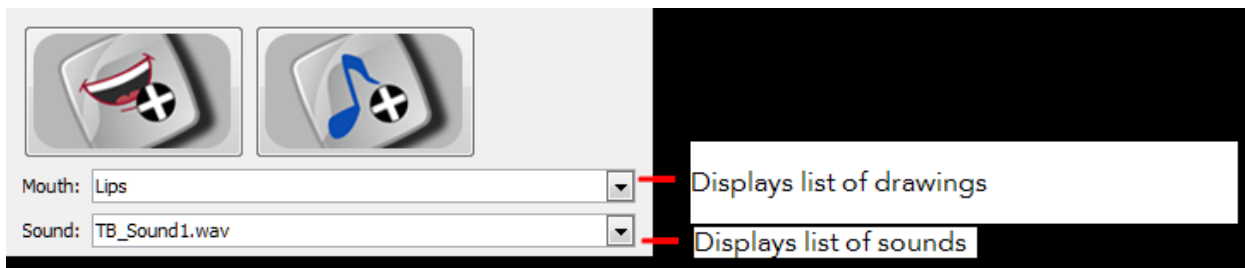 Mouth: Lips
Displays list of drawings
Sound: TB_Sound1.wav
Displays list of sounds